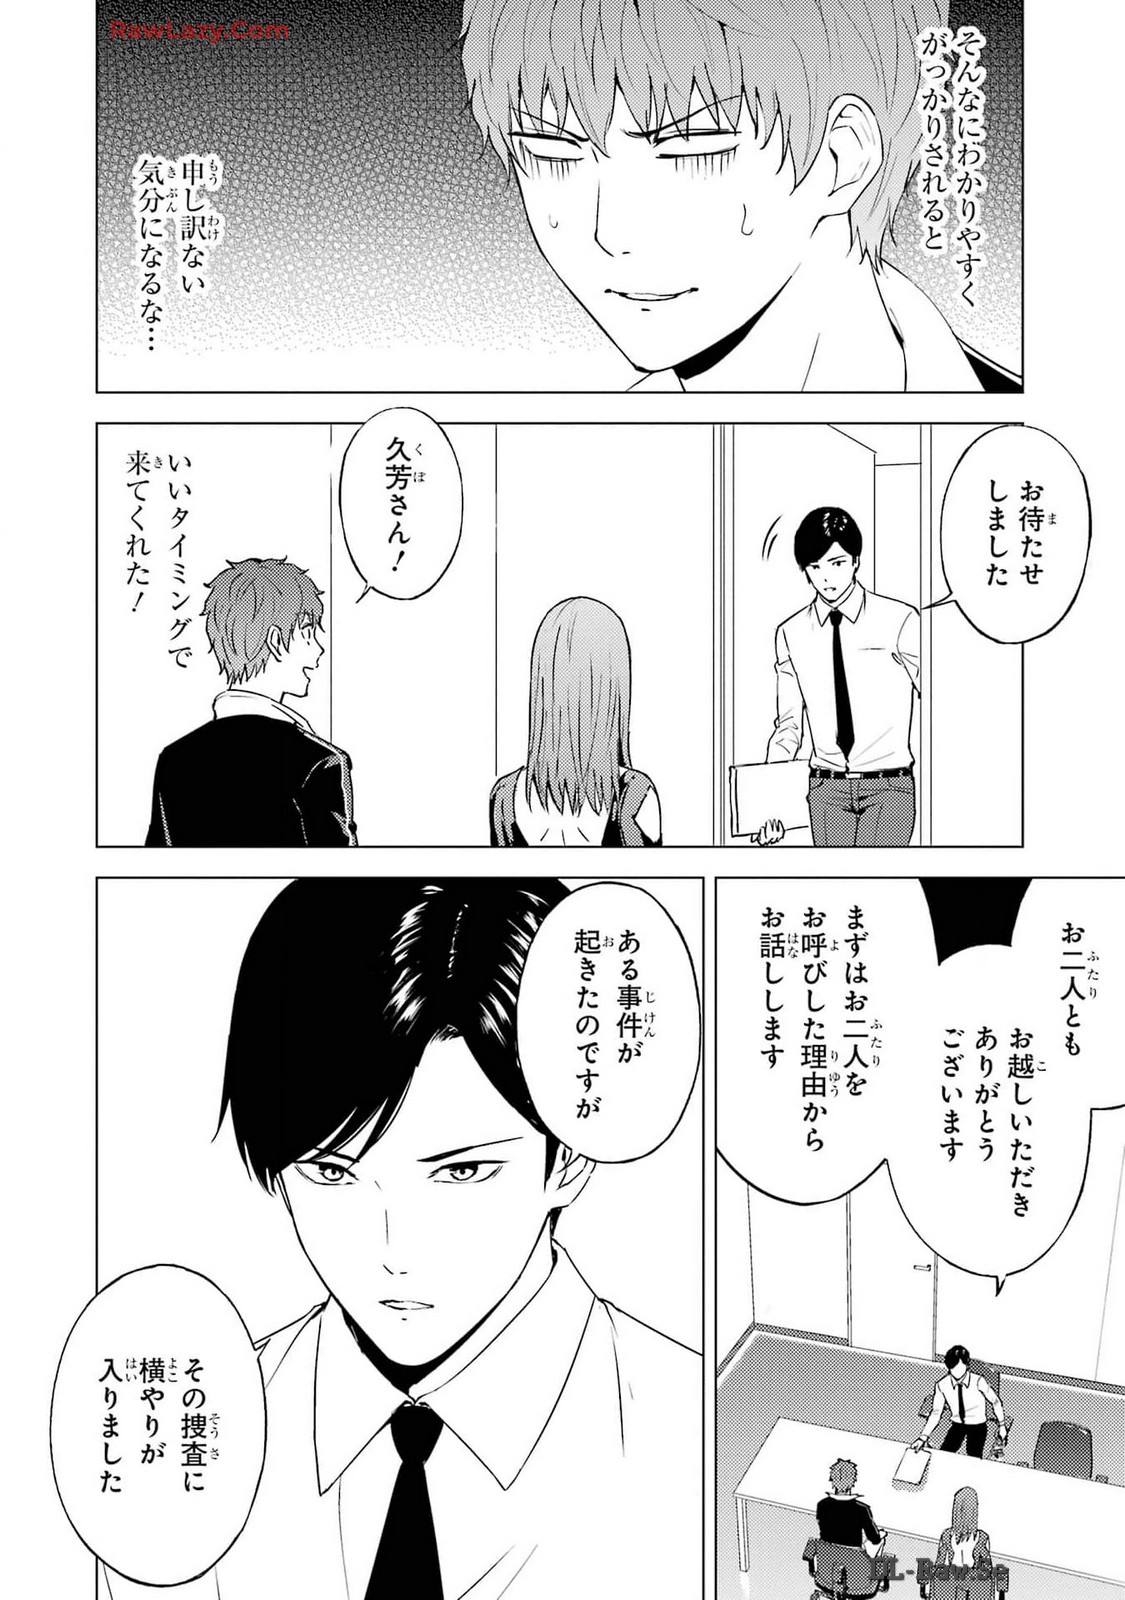 RawLazy.Com
そんなにわかりやすく
がっかりされると
申し訳ない
気分になるな…
お待たせ
しました
久芳さん！
いいタイミングで
来てくれた！
お二人とも
お越しいただき
ありがとう
ございます
まずはお二人を
お呼びした理由から
お話しします
ある事件が
起きたのですが
その捜査に
横やりが
入りました
DL-Raw.Se